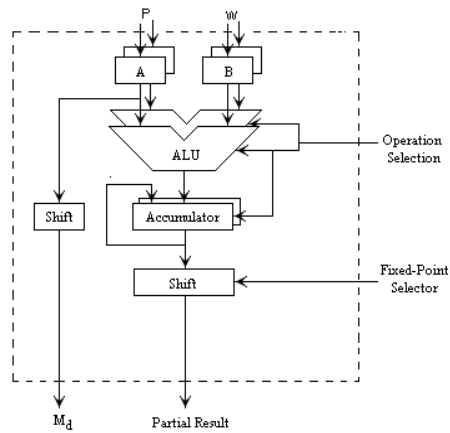 P
W
A
B
ALU
Operation
Selection
Shift
Accumulator
Fixed-Point
Selector
Shift
Md
Partial Result